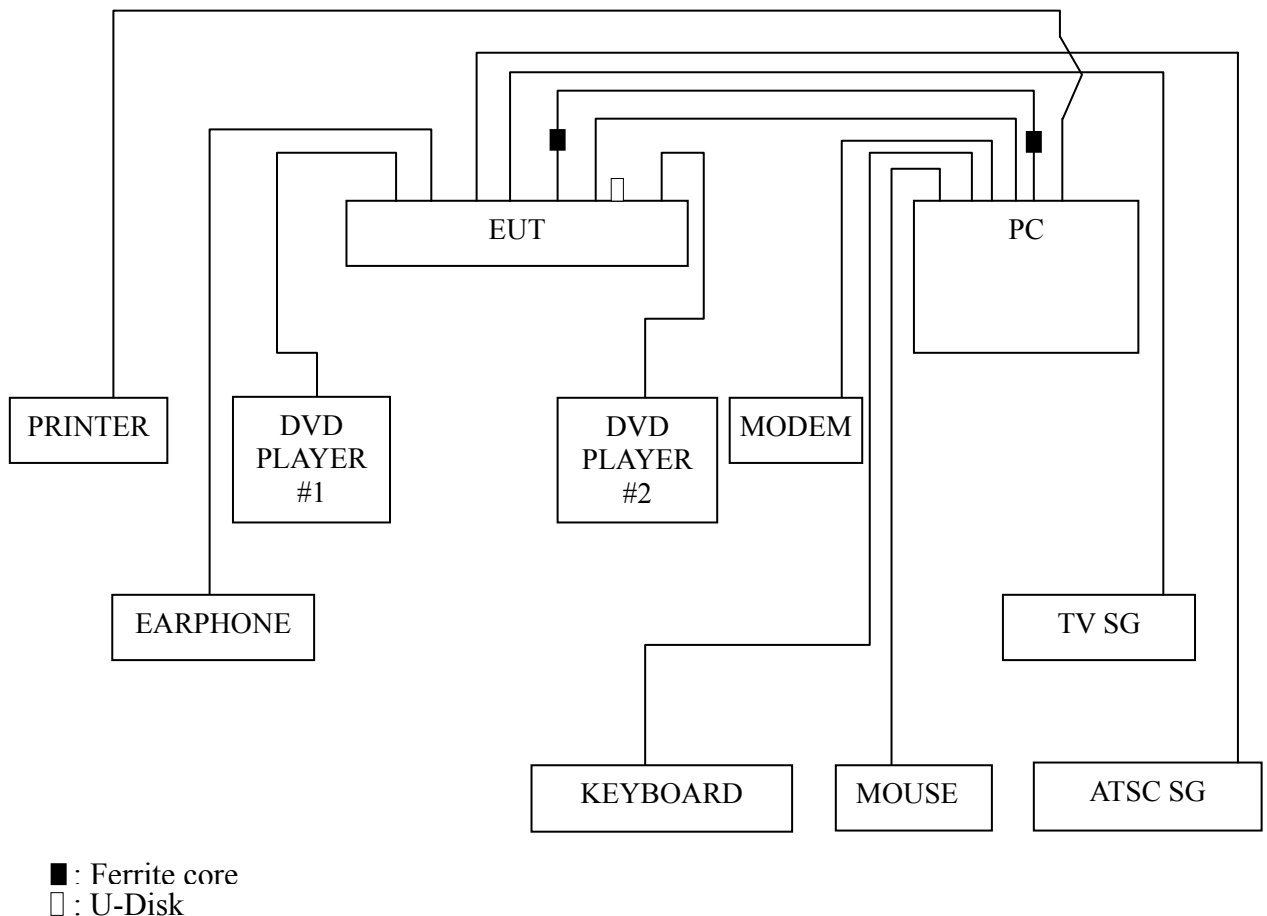 EUT
PC
PRINTER
DVD
PLAYER
#1
DVD
PLAYER
#2
MODEM
EARPHONE
TV SG
KEYBOARD
MOUSE
ATSC SG
: Ferrite core
: U-Disk